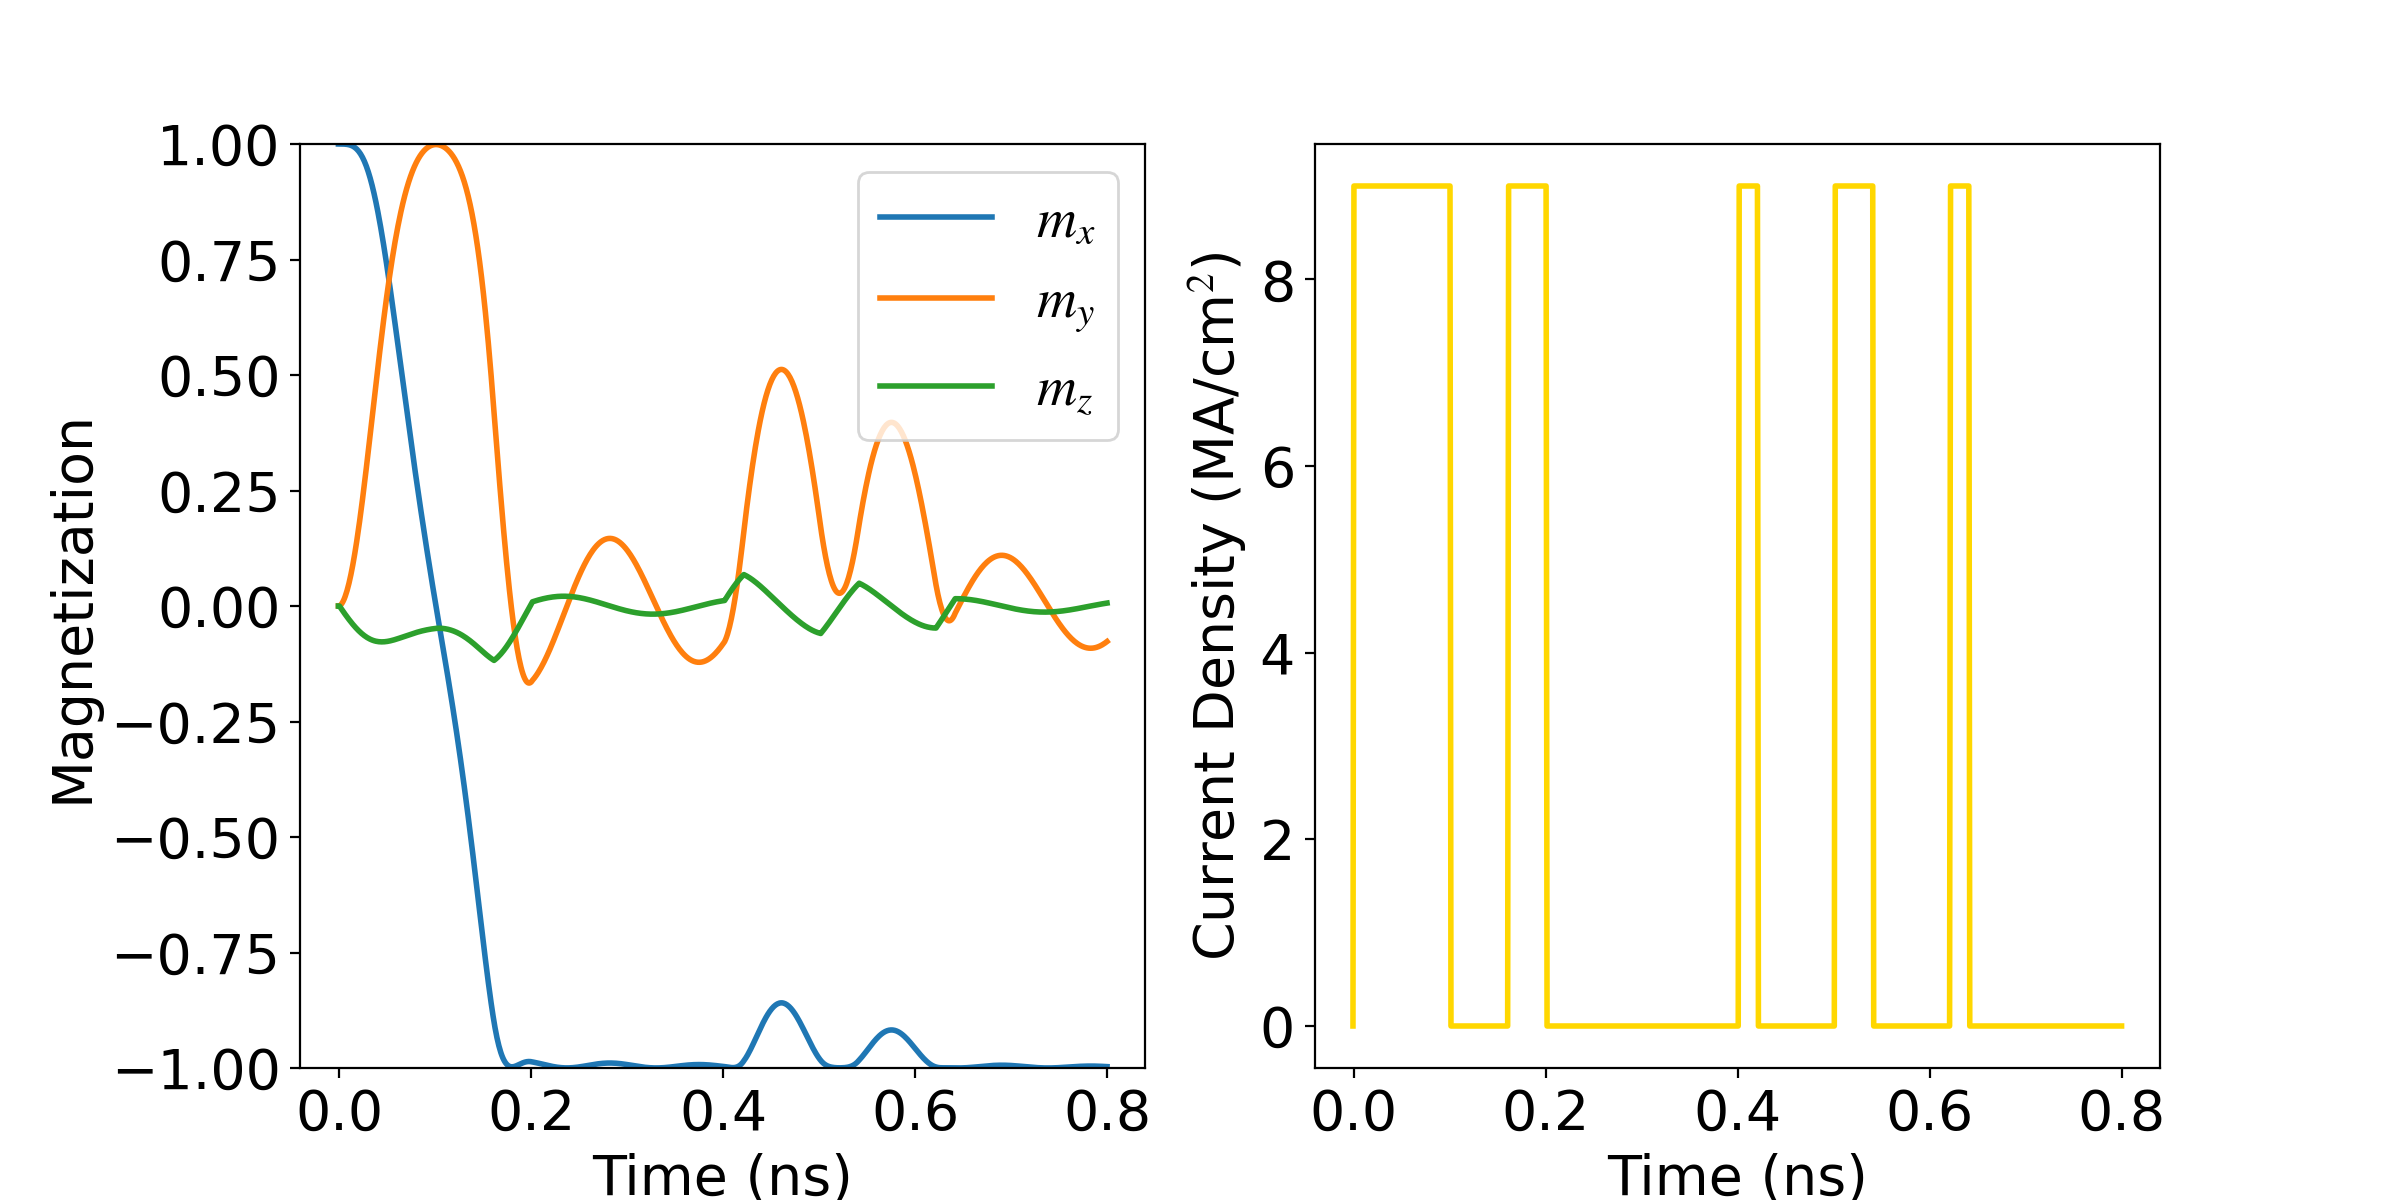 Magnetization
1.00
0.75
0.50
0.25
0.00
−0.25
−0.50
−0.75
−1.00
m_x
m_y
m_z
0.0 0.2 0.4 0.6 0.8
Time (ns)
Current Density (MA/cm²)
8
6
4
2
0
0.0 0.2 0.4 0.6 0.8
Time (ns)